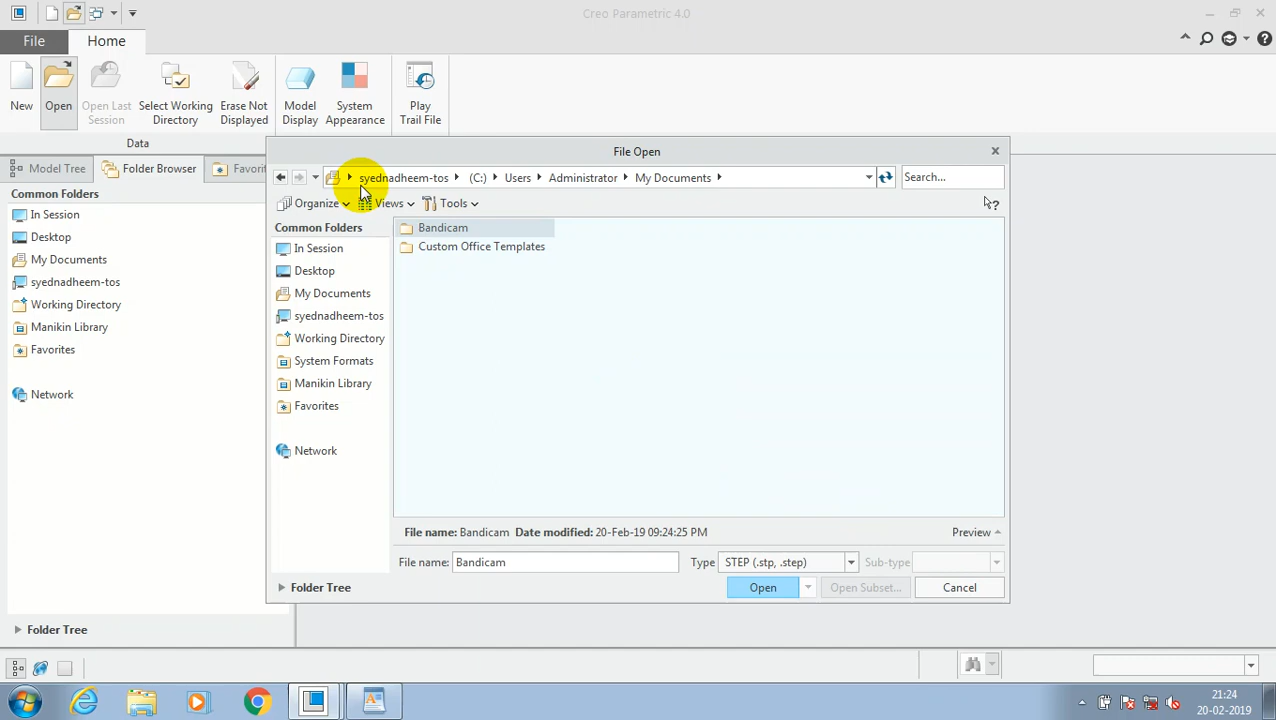 Creo Parametric 4.0
File
Home
New
Open
Open Last
Session
Select Working
Directory
Erase Not
Displayed
Model
Display
System
Appearance
Play
Trail File
Data
Model Tree
Folder Browser
Favori
Common Folders
In Session
Desktop
My Documents
syednadheem-tos
Working Directory
Manikin Library
Favorites
Network
Folder Tree
File Open
syednadheem-tos
(C:)
Users
Administrator
My Documents
Search...
Organize
Views
Tools
Common Folders
In Session
Desktop
My Documents
syednadheem-tos
Working Directory
System Formats
Manikin Library
Favorites
Network
Bandicam
Custom Office Templates
File name: Bandicam Date modified: 20-Feb-19 09:24:25 PM
Preview
File name: Bandicam
Type STEP (.stp, .step)
Sub-type
Folder Tree
Open
Open Subset...
Cancel
21:24
20-02-2019